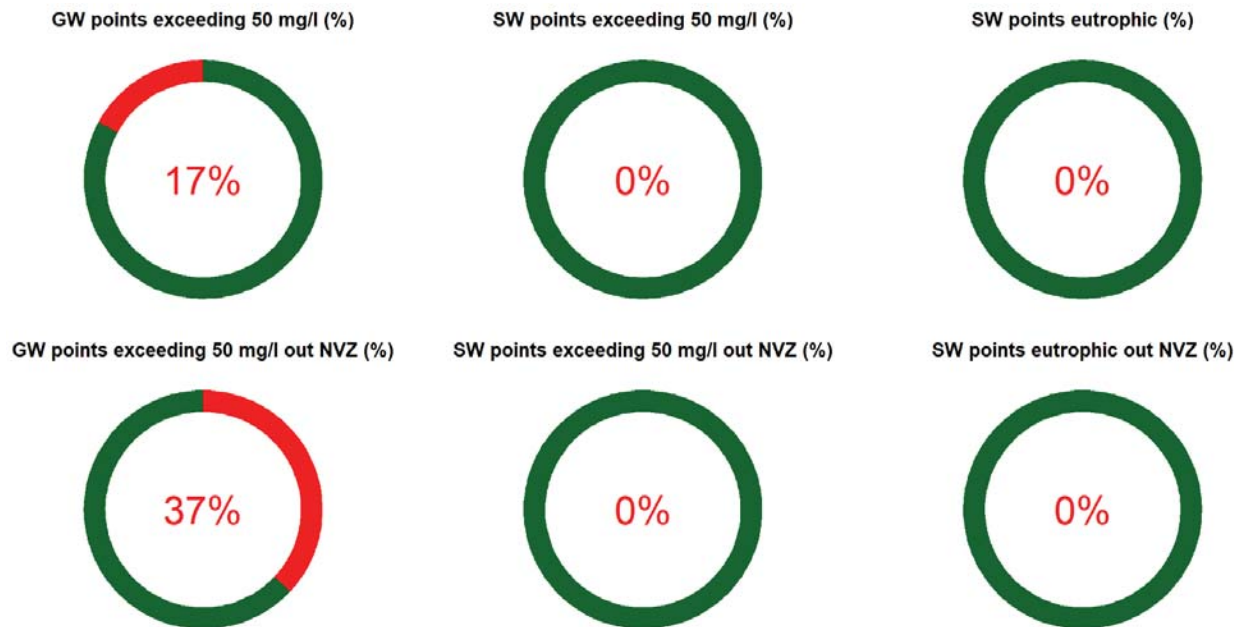 GW points exceeding 50 mg/l (%)
SW points exceeding 50 mg/l (%)
SW points eutrophic (%)
17%
0%
0%
GW points exceeding 50 mg/l out NVZ (%)
SW points exceeding 50 mg/l out NVZ (%)
SW points eutrophic out NVZ (%)
37%
0%
0%